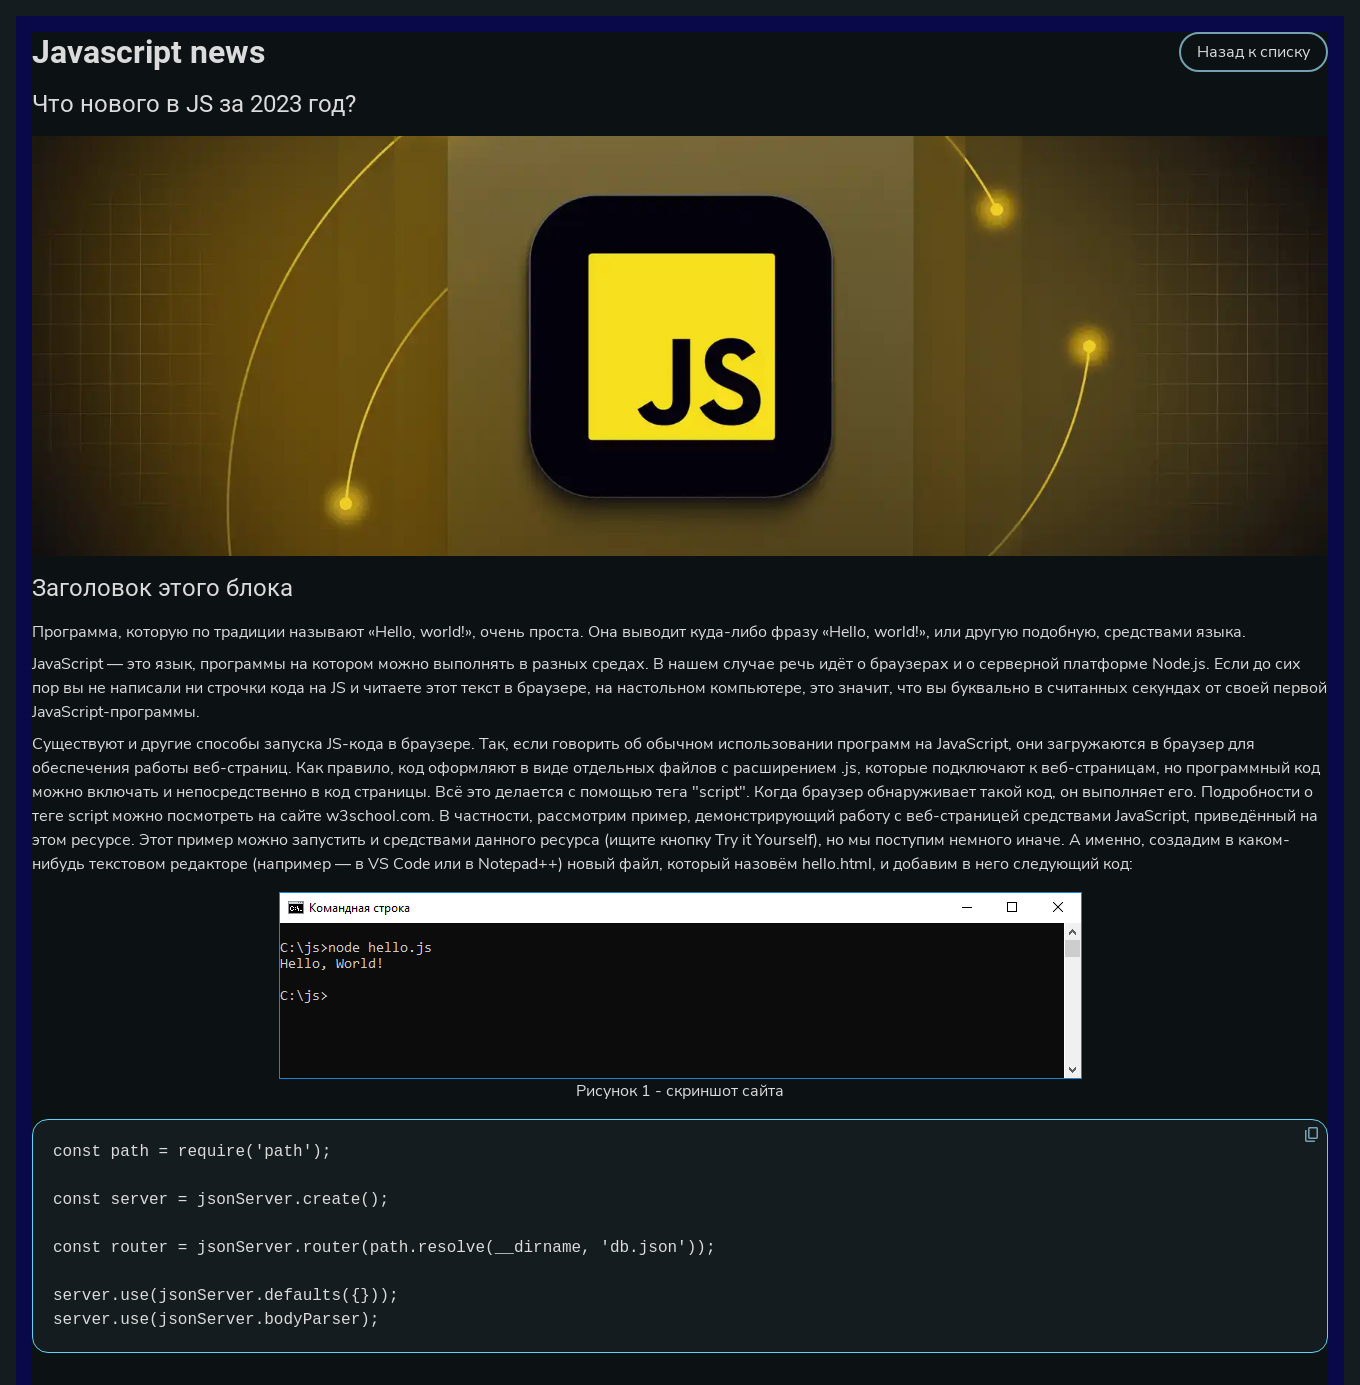 Javascript news
Назад к списку
Что нового в JS за 2023 год?
JS
Заголовок этого блока
Программа, которую по традиции называют «Hello, world!», очень проста. Она выводит куда-либо фразу «Hello, world!», или другую подобную, средствами языка.
JavaScript — это язык, программы на котором можно выполнять в разных средах. В нашем случае речь идёт о браузерах и о серверной платформе Node.js. Если до сих
пор вы не написали ни строчки кода на JS и читаете этот текст в браузере, на настольном компьютере, это значит, что вы буквально в считанных секундах от своей первой
JavaScript-программы.
Существуют и другие способы запуска JS-кода в браузере. Так, если говорить об обычном использовании программ на JavaScript, они загружаются в браузер для
обеспечения работы веб-страниц. Как правило, код оформляют в виде отдельных файлов с расширением .js, которые подключают к веб-страницам, но программный код
можно включать и непосредственно в код страницы. Всё это делается с помощью тега "script". Когда браузер обнаруживает такой код, он выполняет его. Подробности о
теге script можно посмотреть на сайте w3school.com. В частности, рассмотрим пример, демонстрирующий работу с веб-страницей средствами JavaScript, приведённый на
этом ресурсе. Этот пример можно запустить и средствами данного ресурса (ищите кнопку Try it Yourself), но мы поступим немного иначе. А именно, создадим в каком-
нибудь текстовом редакторе (например — в VS Code или в Notepad++) новый файл, который назовём hello.html, и добавим в него следующий код:
Командная строка
C:\js>node hello.js
Hello, World!
C:\js>
Рисунок 1 - скриншот сайта
const path = require('path');
const server = jsonServer.create();
const router = jsonServer.router(path.resolve(__dirname, 'db.json'));
server.use(jsonServer.defaults({}));
server.use(jsonServer.bodyParser);